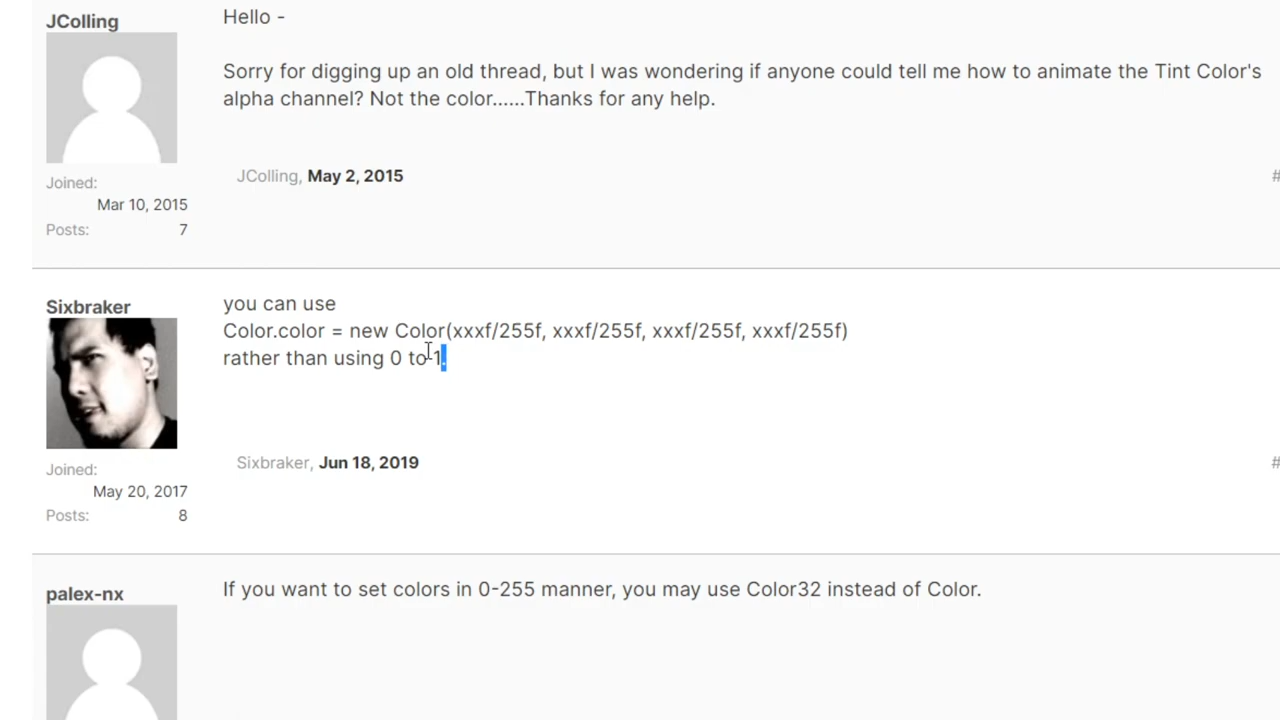 JColling
Hello -
Sorry for digging up an old thread, but I was wondering if anyone could tell me how to animate the Tint Color's
alpha channel? Not the color......Thanks for any help.
JColling, May 2, 2015
#
Joined:
Mar 10, 2015
Posts: 7
Sixbraker
you can use
Color.color = new Color(xxxf/255f, xxxf/255f, xxxf/255f, xxxf/255f)
rather than using 0 to 1.
Sixbraker, Jun 18, 2019
#
Joined:
May 20, 2017
Posts: 8
palex-nx
If you want to set colors in 0-255 manner, you may use Color32 instead of Color.